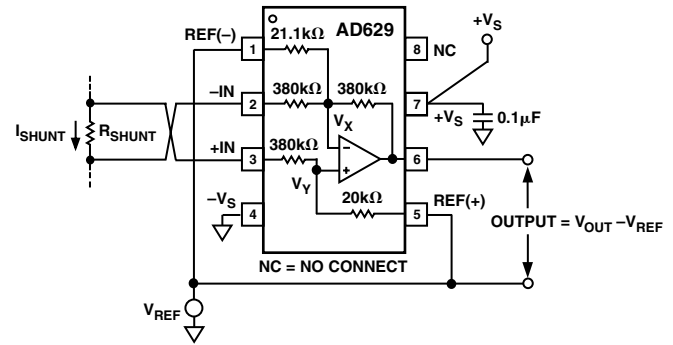 REF(–)
21.1kΩ
AD629
+VS
1
8
NC
–IN
380kΩ
380kΩ
2
7
+VS
0.1µF
ISHUNT
RSHUNT
VX
+IN
380kΩ
3
–
+
6
VY
REF(+)
–VS
20kΩ
4
5
OUTPUT = VOUT –VREF
NC = NO CONNECT
VREF